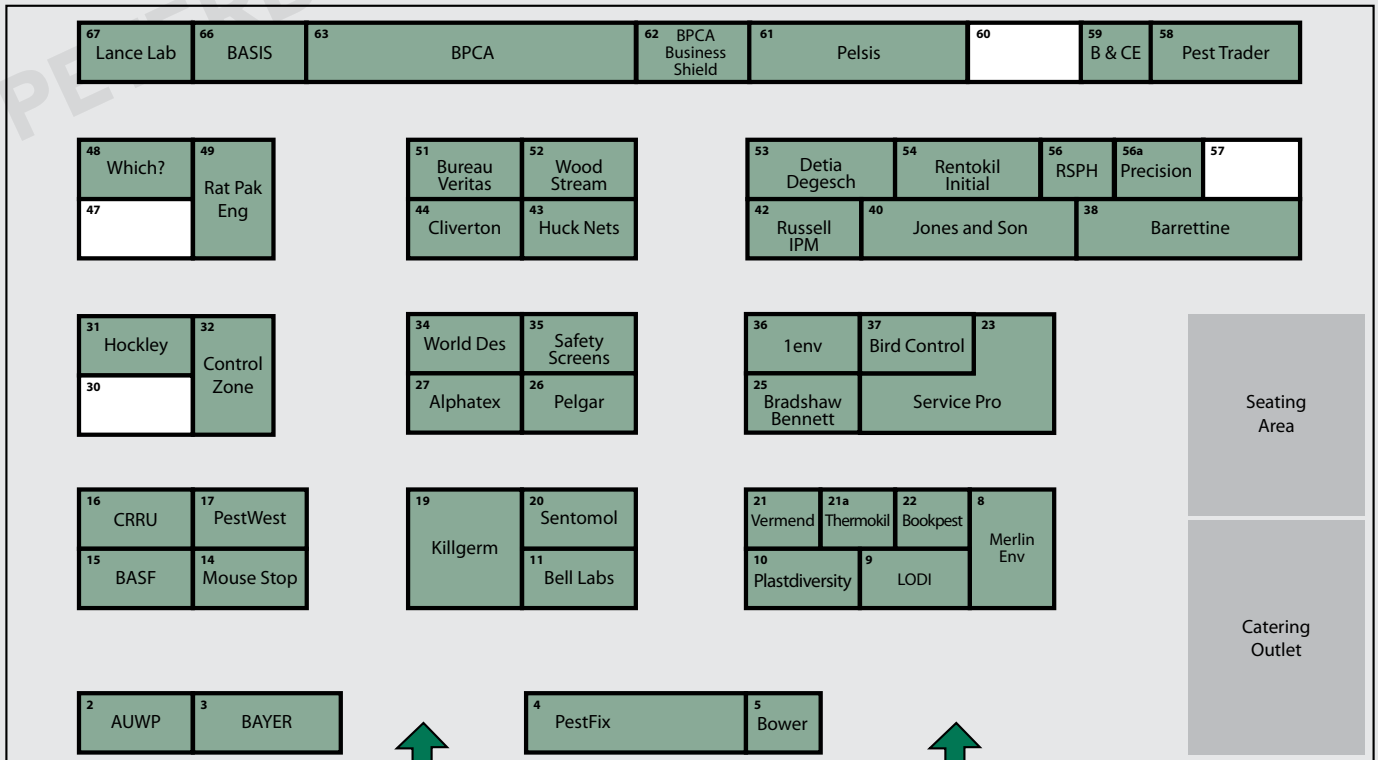 PETERB
67
Lance Lab
66
BASIS
63
BPCA
62 BPCA
Business
Shield
61
Pelsis
60
59
B & CE
58
Pest Trader
48
Which?
49
Rat Pak
Eng
47
51
Bureau
Veritas
52
Wood
Stream
44
Cliverton
43
Huck Nets
53
Detia
Degesch
54
Rentokil
Initial
56
RSPH
56a
Precision
57
42
Russell
IPM
40
Jones and Son
38
Barrettine
31
Hockley
32
Control
Zone
30
34
World Des
35
Safety
Screens
27
Alphatex
26
Pelgar
36
1env
37
Bird Control
23
Service Pro
25
Bradshaw
Bennett
Seating
Area
16
CRRU
17
PestWest
15
BASF
14
Mouse Stop
19
Killgerm
20
Sentomol
11
Bell Labs
21
Vermend
21a
Thermokil
22
Bookpest
8
Merlin
Env
10
Plastdiversity
9
LODI
Catering
Outlet
2
AUWP
3
BAYER
4
PestFix
5
Bower